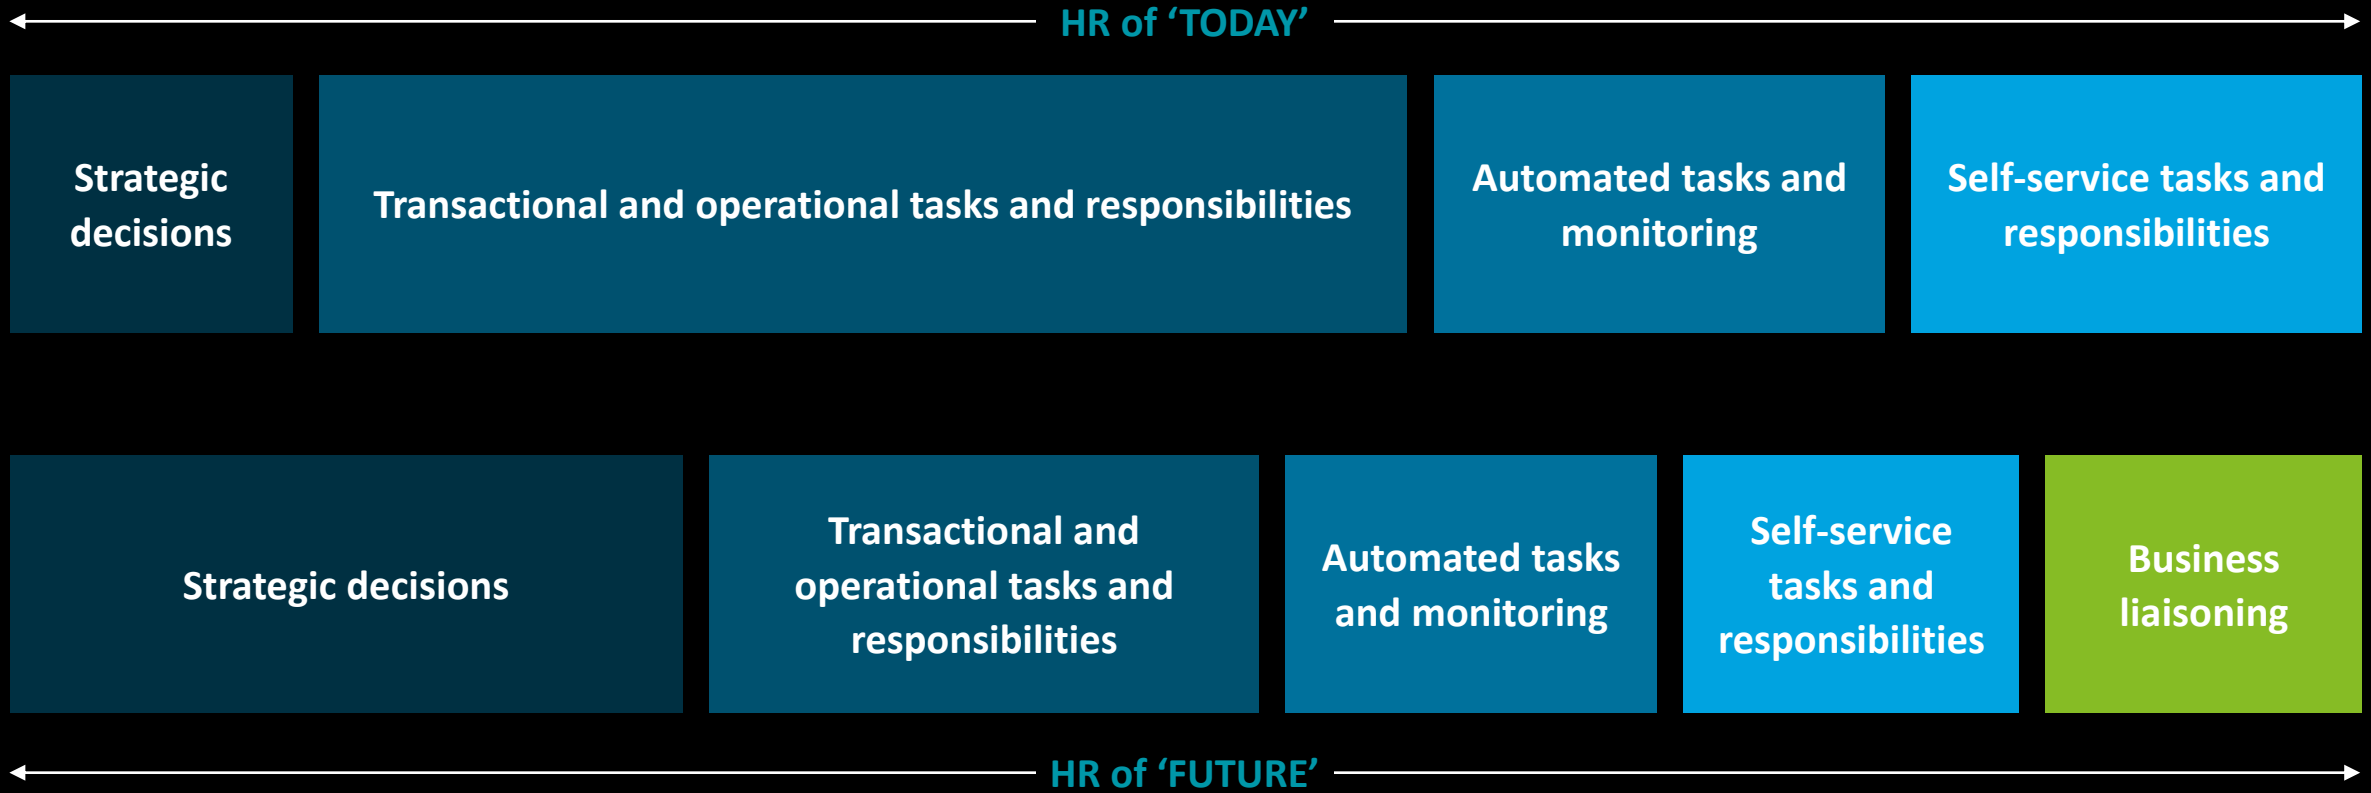 HR of ‘TODAY’
Strategic
decisions
Transactional and operational tasks and responsibilities
Automated tasks and
monitoring
Self-service tasks and
responsibilities
Strategic decisions
Transactional and
operational tasks and
responsibilities
Automated tasks
and monitoring
Self-service
tasks and
responsibilities
Business
liaisoning
HR of ‘FUTURE’